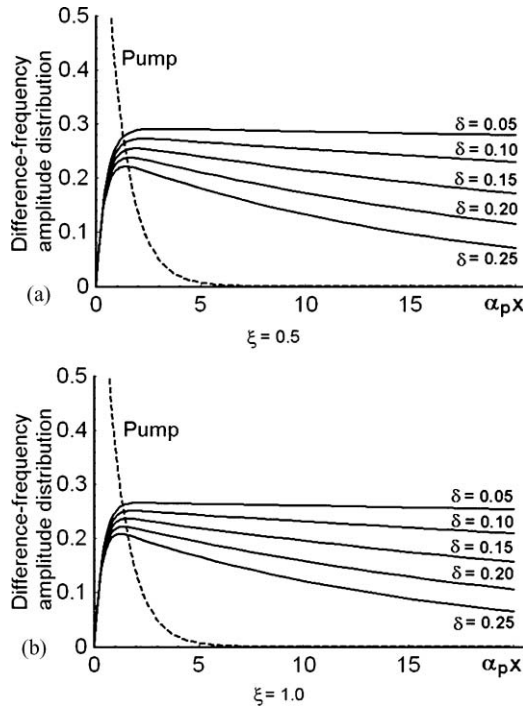 0.5
0.4
0.3
0.2
0.1
0
Difference-frequency
amplitude distribution
Pump
δ = 0.05
δ = 0.10
δ = 0.15
δ = 0.20
δ = 0.25
(a)
0 5 10 15 αpx
ξ = 0.5
0.5
0.4
0.3
0.2
0.1
0
Difference-frequency
amplitude distribution
Pump
δ = 0.05
δ = 0.10
δ = 0.15
δ = 0.20
δ = 0.25
(b)
0 5 10 15 αpx
ξ = 1.0